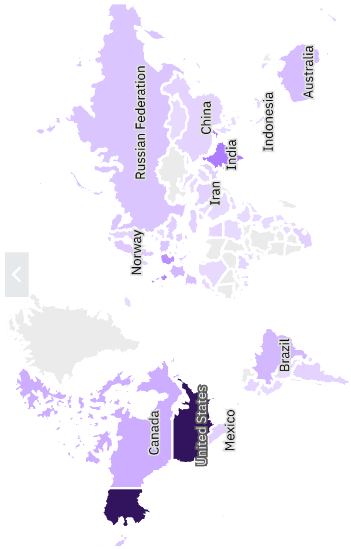 Russian Federation
China
India
Indonesia
Australia
Iran
Norway
Canada
United States
Mexico
Brazil